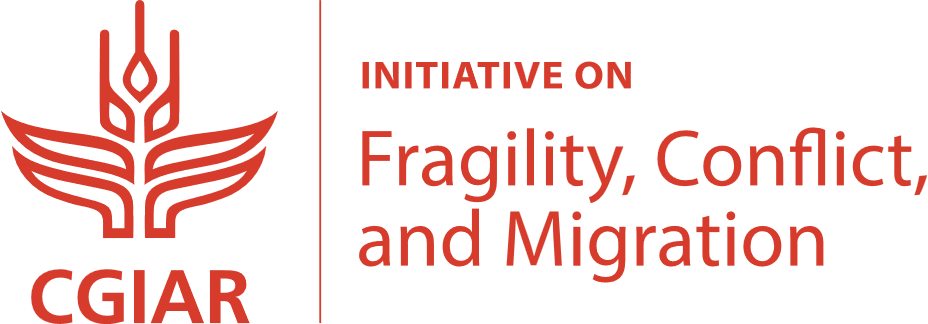 CGIAR
INITIATIVE ON
Fragility, Conflict,
and Migration